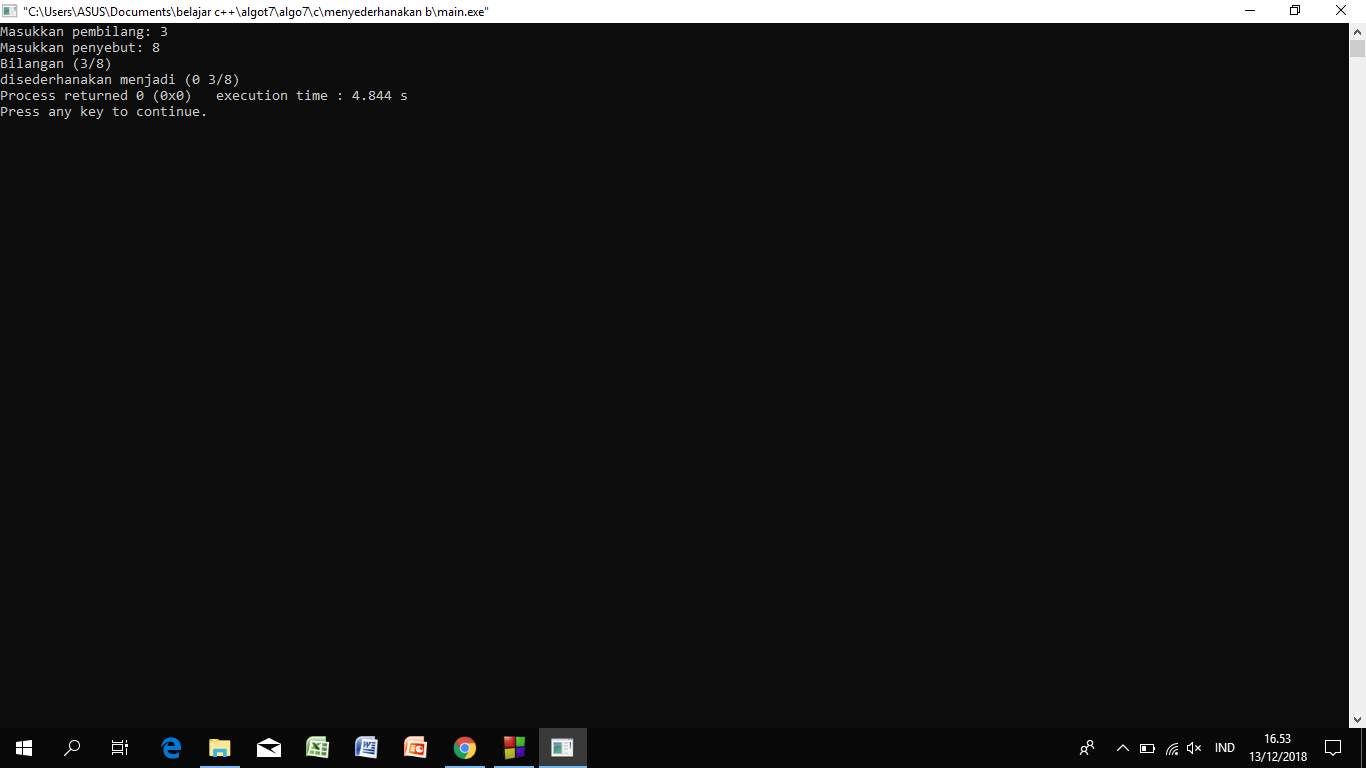 "C:\Users\ASUS\Documents\belajar c++\algot7\algo7\c\menyederhanakan b\main.exe"
Masukkan pembilang: 3
Masukkan penyebut: 8
Bilangan (3/8)
disederhanakan menjadi (0 3/8)
Process returned 0 (0x0)   execution time : 4.844 s
Press any key to continue.
IND
16.53
13/12/2018